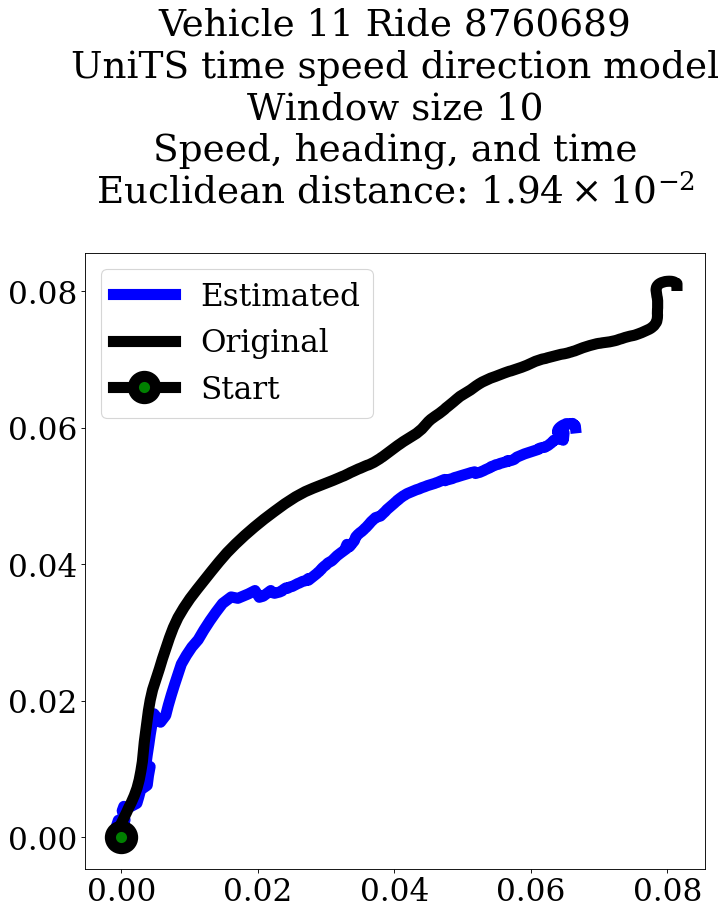 Vehicle 11 Ride 8760689
UniTS time speed direction model
Window size 10
Speed, heading, and time
Euclidean distance: 1.94 × 10⁻²
Estimated
Original
Start
0.08
0.06
0.04
0.02
0.00
0.00 0.02 0.04 0.06 0.08